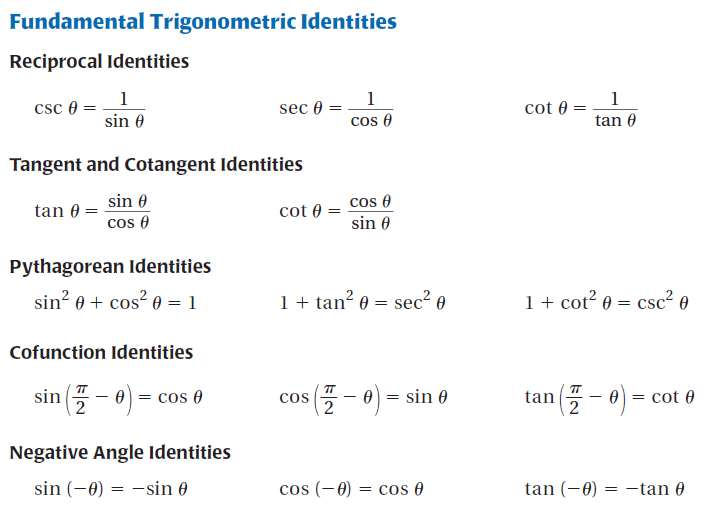 Fundamental Trigonometric Identities
Reciprocal Identities
csc θ = 1/sin θ sec θ = 1/cos θ cot θ = 1/tan θ
Tangent and Cotangent Identities
tan θ = sin θ/cos θ cot θ = cos θ/sin θ
Pythagorean Identities
sin² θ + cos² θ = 1 1 + tan² θ = sec² θ 1 + cot² θ = csc² θ
Cofunction Identities
sin(π/2 − θ) = cos θ cos(π/2 − θ) = sin θ tan(π/2 − θ) = cot θ
Negative Angle Identities
sin (−θ) = −sin θ cos (−θ) = cos θ tan (−θ) = −tan θ